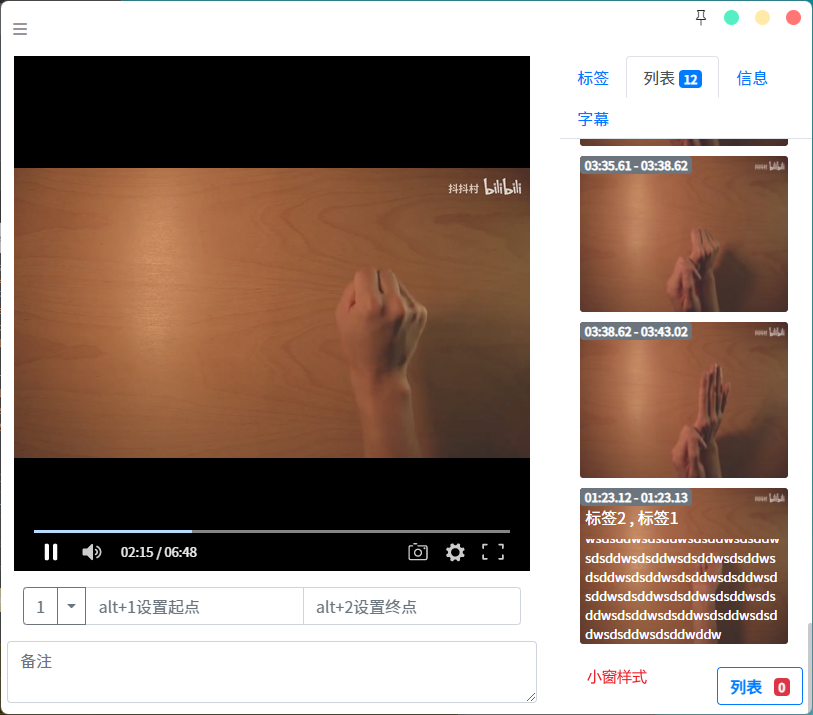 标签
列表 12
信息
字幕
抖抖村 bilibili
03:35.61 - 03:38.62
03:38.62 - 03:43.02
01:23.12 - 01:23.13
标签2 , 标签1
wsdsddwsdsddwsdsddwsdsddw
sdsddwsdsddwsdsddwsdsddws
dsddwsdsddwsdsddwsdsddwsd
sddwsdsddwsdsddwsdsddwsds
ddwsdsddwsdsddwsdsddwsdsd
dwsdsddwsdsddwddw
02:15 / 06:48
1
alt+1设置起点
alt+2设置终点
备注
小窗样式
列表 0